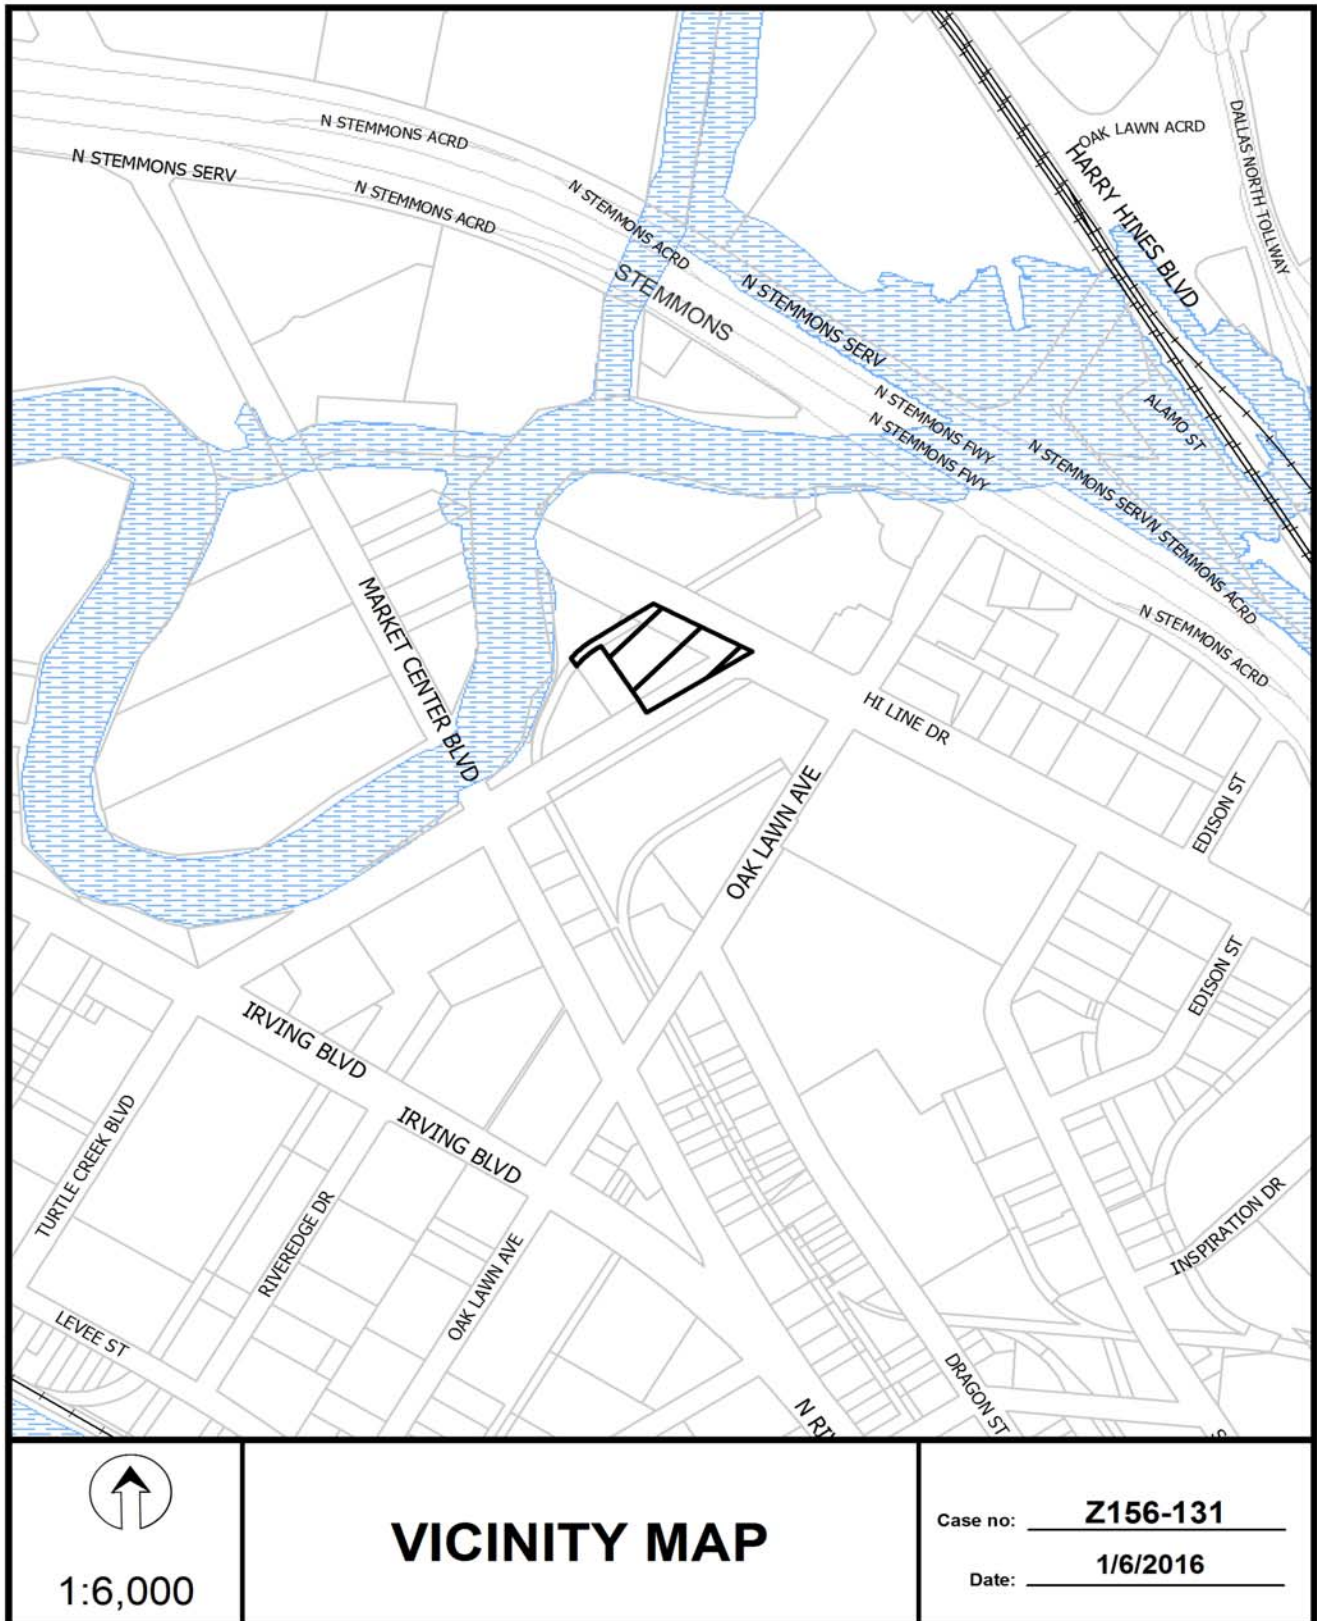 OAK LAWN ACRD
DALLAS NORTH TOLLWAY
N STEMMONS ACRD
N STEMMONS SERV
HARRY HINES BLVD
N STEMMONS ACRD
N STEMMONS ACRD
STEMMONS
N STEMMONS SERV
ALAMO ST
N STEMMONS FWY
N STEMMONS FWY
N STEMMONS SERVN STEMMONS ACRD
N STEMMONS ACRD
MARKET CENTER BLVD
HI LINE DR
EDISON ST
OAK LAWN AVE
EDISON ST
IRVING BLVD
IRVING BLVD
TURTLE CREEK BLVD
RIVEREDGE DR
OAK LAWN AVE
INSPIRATION DR
LEVEE ST
DRAGON ST
N RIV
S
1:6,000
VICINITY MAP
Case no: Z156-131
Date: 1/6/2016